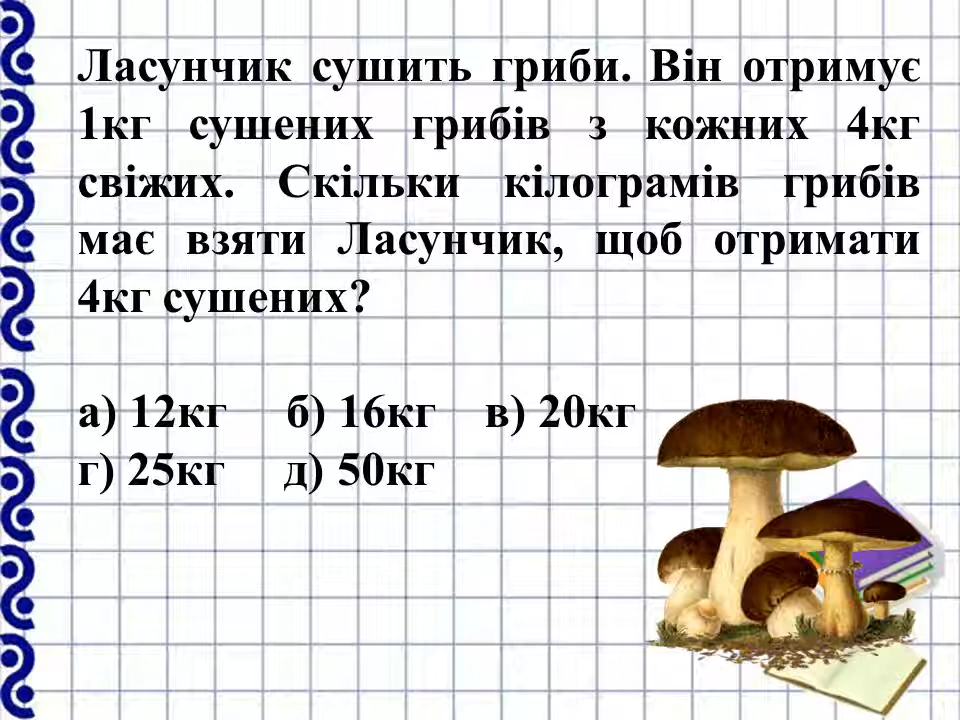 Ласунчик сушить гриби. Він отримує
1кг сушених грибів з кожних 4кг
свіжих. Скільки кілограмів грибів
має взяти Ласунчик, щоб отримати
4кг сушених?
а) 12кг б) 16кг в) 20кг
г) 25кг д) 50кг